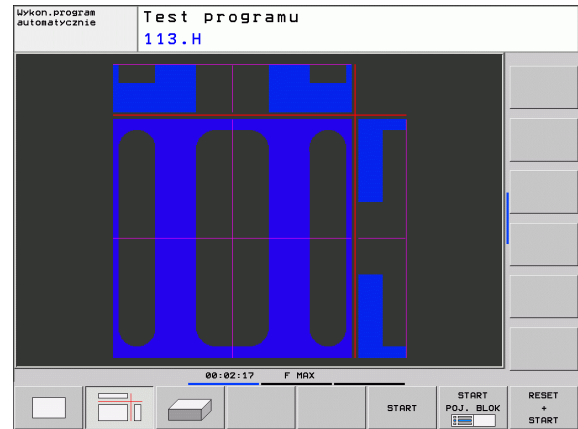 Wykon.program
automatycznie
Test programu
113.H
00:02:17 F MAX
START
START
POJ. BLOK
RESET
+
START